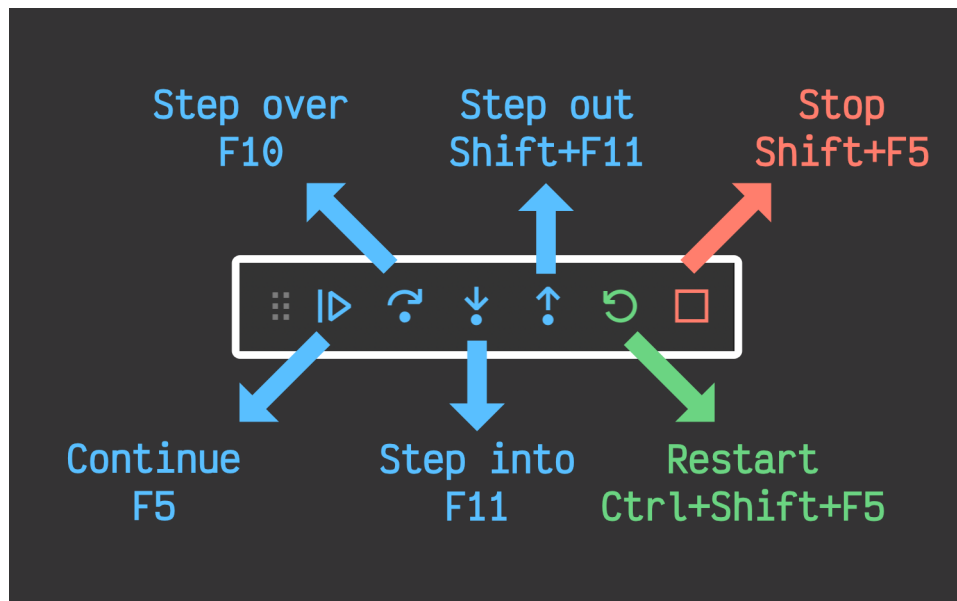 Step over
F10
Step out
Shift+F11
Stop
Shift+F5
Continue
F5
Step into
F11
Restart
Ctrl+Shift+F5